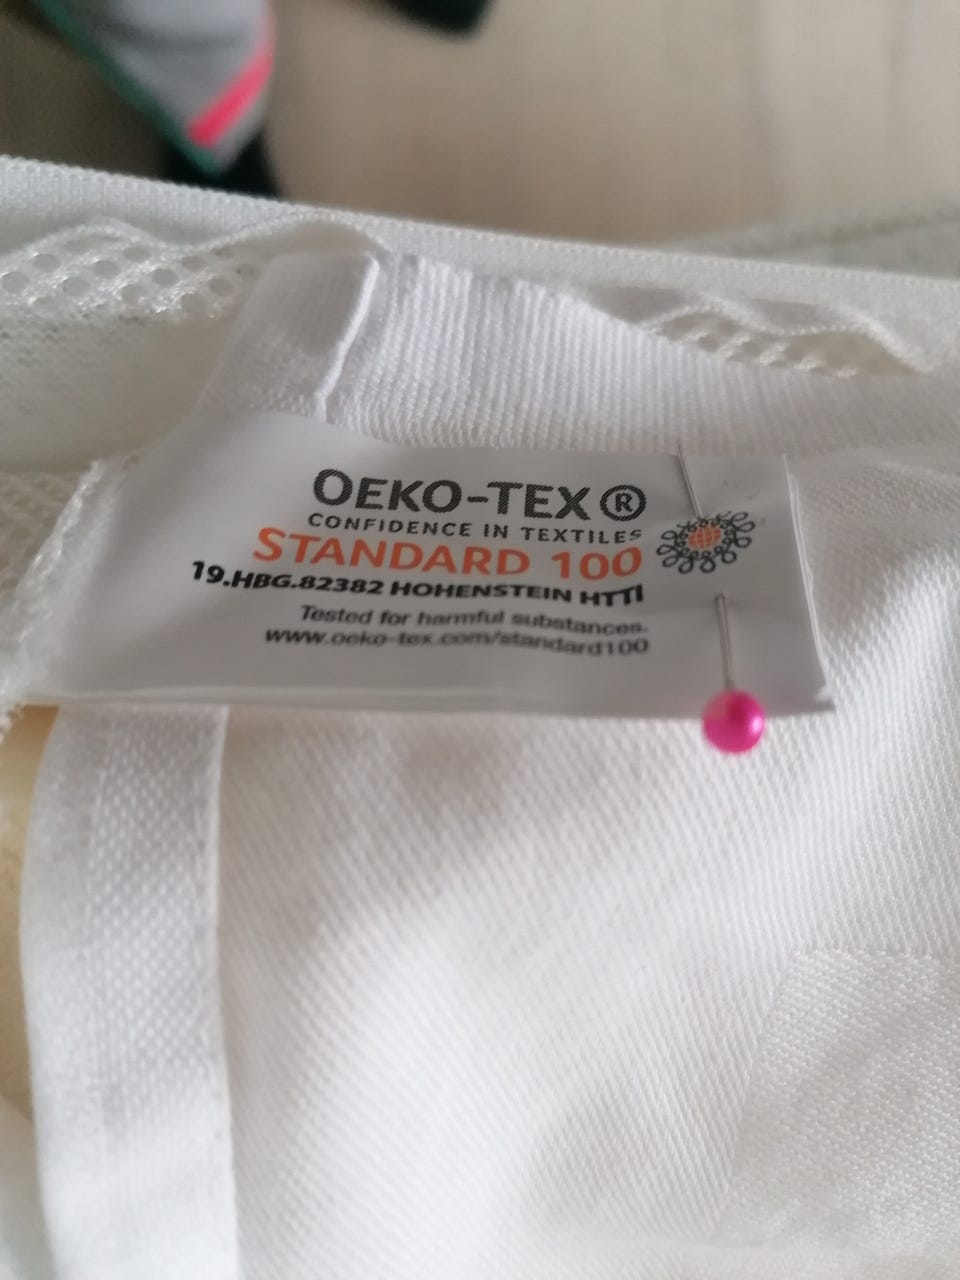 OEKO-TEX®
CONFIDENCE IN TEXTILES
STANDARD 100
19.HBG.82382 HOHENSTEIN HTTI
Tested for harmful substances.
www.oeko-tex.com/standard100